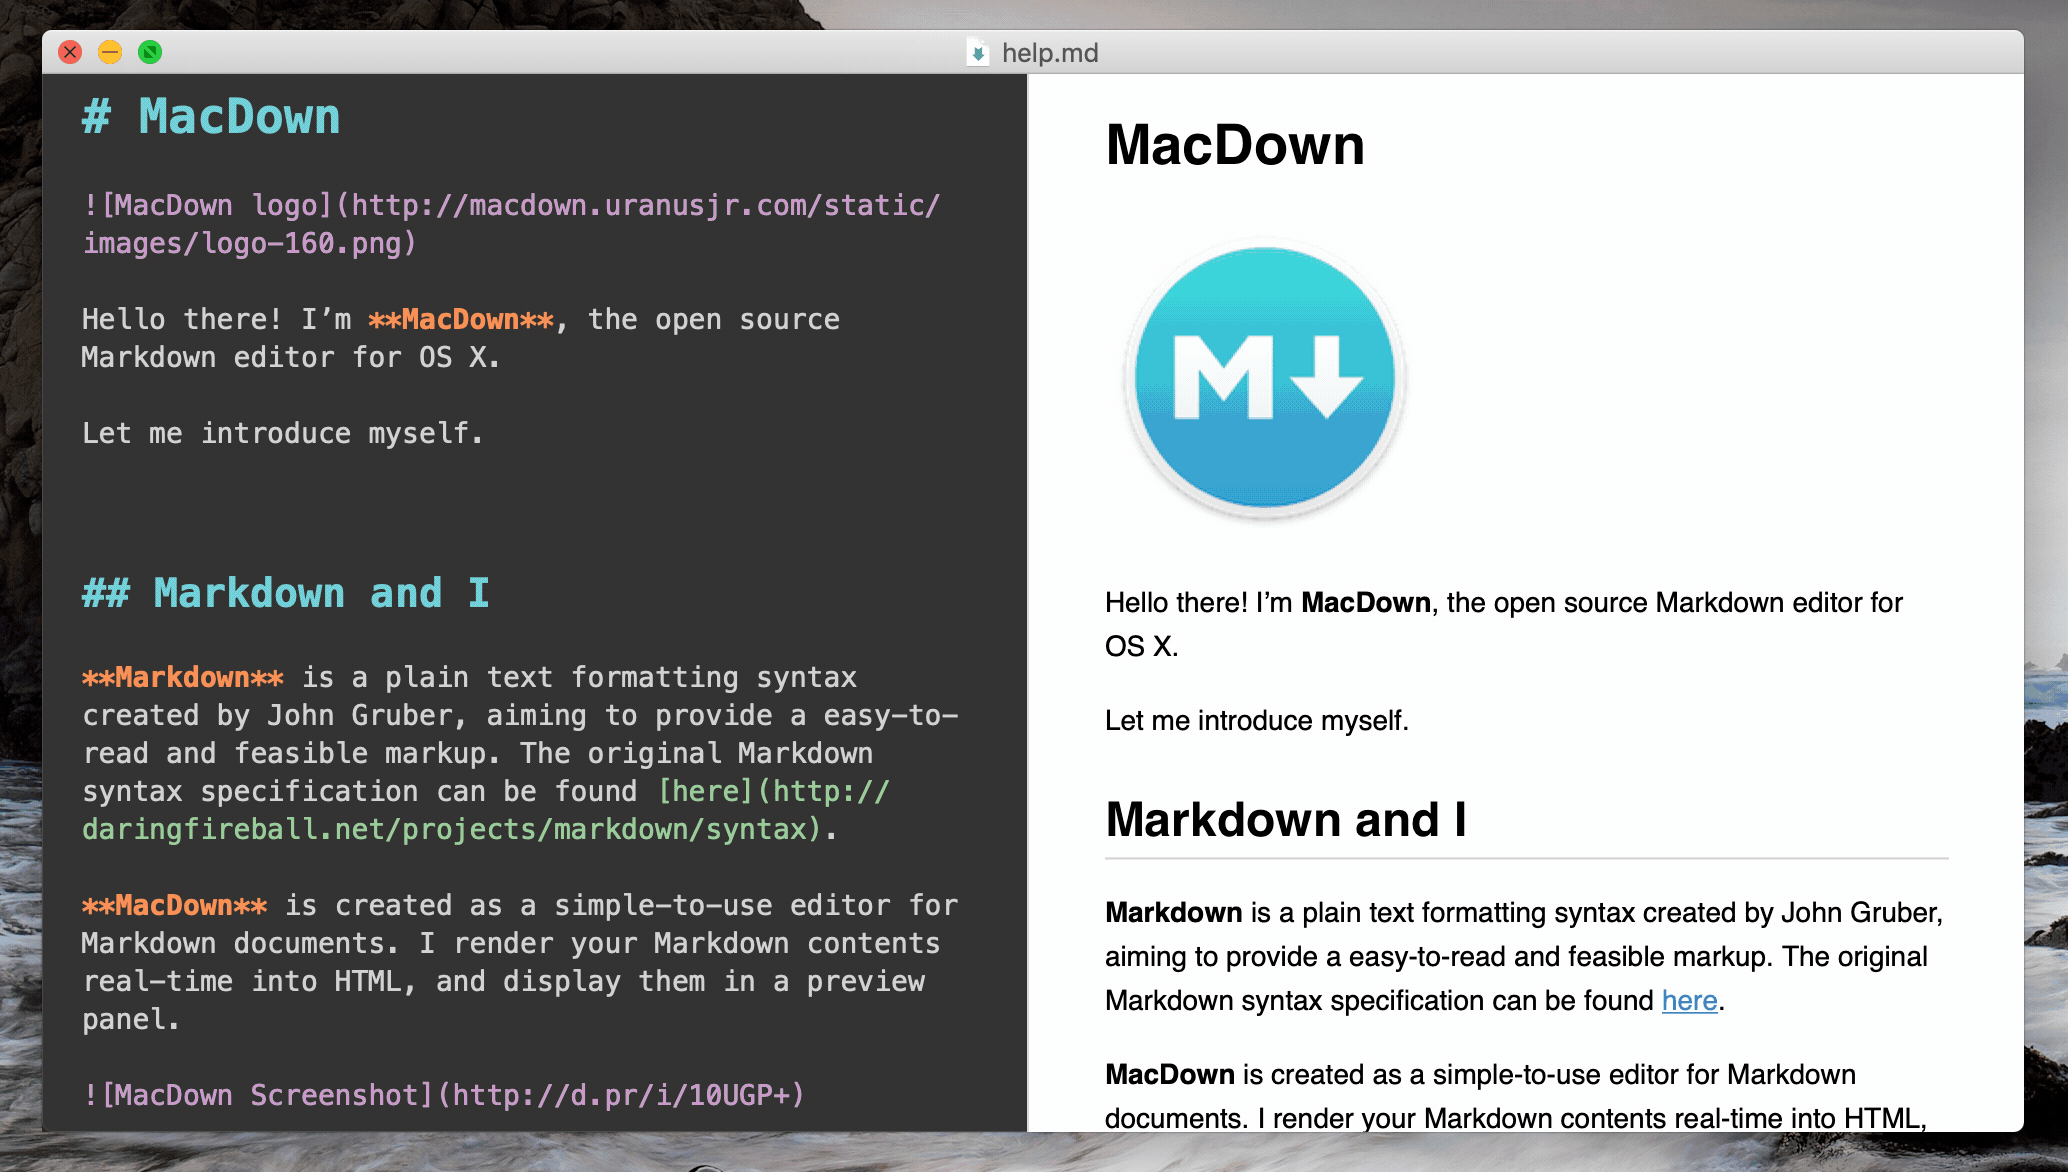 help.md
# MacDown
![MacDown logo](http://macdown.uranusjr.com/static/
images/logo-160.png)
Hello there! I’m **MacDown**, the open source
Markdown editor for OS X.
Let me introduce myself.
## Markdown and I
**Markdown** is a plain text formatting syntax
created by John Gruber, aiming to provide a easy-to-
read and feasible markup. The original Markdown
syntax specification can be found [here](http://
daringfireball.net/projects/markdown/syntax).
**MacDown** is created as a simple-to-use editor for
Markdown documents. I render your Markdown contents
real-time into HTML, and display them in a preview
panel.
![MacDown Screenshot](http://d.pr/i/10UGP+)
MacDown
M
Hello there! I’m MacDown, the open source Markdown editor for
OS X.
Let me introduce myself.
Markdown and I
Markdown is a plain text formatting syntax created by John Gruber,
aiming to provide a easy-to-read and feasible markup. The original
Markdown syntax specification can be found here.
MacDown is created as a simple-to-use editor for Markdown
documents. I render your Markdown contents real-time into HTML,